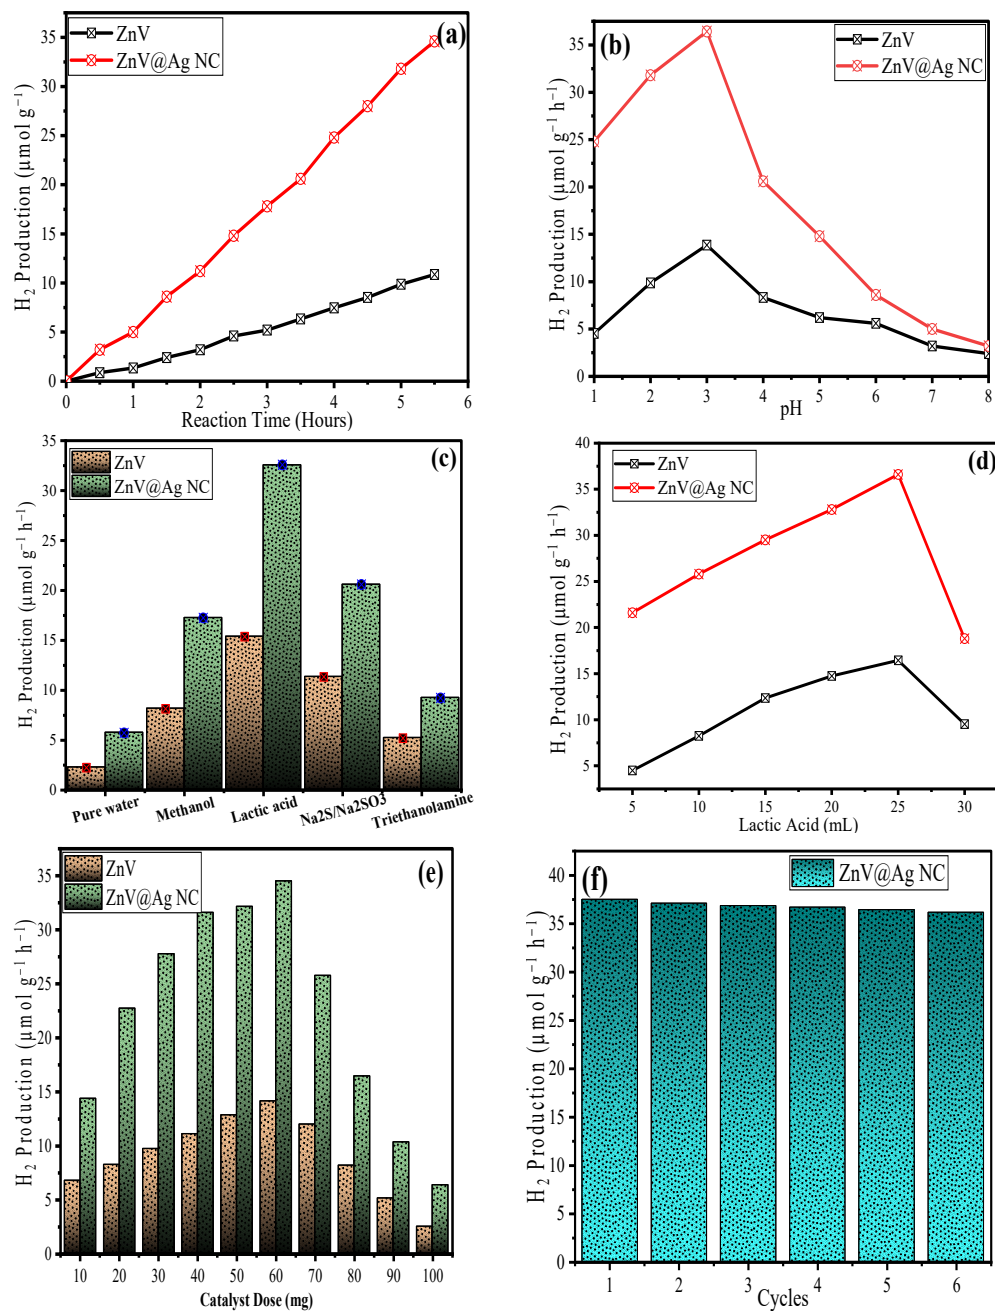 (a)
ZnV
ZnV@Ag NC
H₂ Production (μmol g⁻¹)
35
30
25
20
15
10
5
0
0 1 2 3 4 5 6
Reaction Time (Hours)
(b)
ZnV
ZnV@Ag NC
H₂ Production (μmol g⁻¹ h⁻¹)
35
30
25
20
15
10
5
0
1 2 3 4 5 6 7 8
pH
(c)
ZnV
ZnV@Ag NC
H₂ Production (μmol g⁻¹ h⁻¹)
35
30
25
20
15
10
5
0
Pure water Methanol Lactic acid Na2S/Na2SO3 Triethanolamine
(d)
ZnV
ZnV@Ag NC
H₂ Production (μmol g⁻¹ h⁻¹)
40
35
30
25
20
15
10
5
5 10 15 20 25 30
Lactic Acid (mL)
(e)
ZnV
ZnV@Ag NC
H₂ Production (μmol g⁻¹ h⁻¹)
35
30
25
20
15
10
5
0
10 20 30 40 50 60 70 80 90 100
Catalyst Dose (mg)
(f)
ZnV@Ag NC
H₂ Production (μmol g⁻¹ h⁻¹)
40
35
30
25
20
15
10
5
0
1 2 3 4 5 6
Cycles